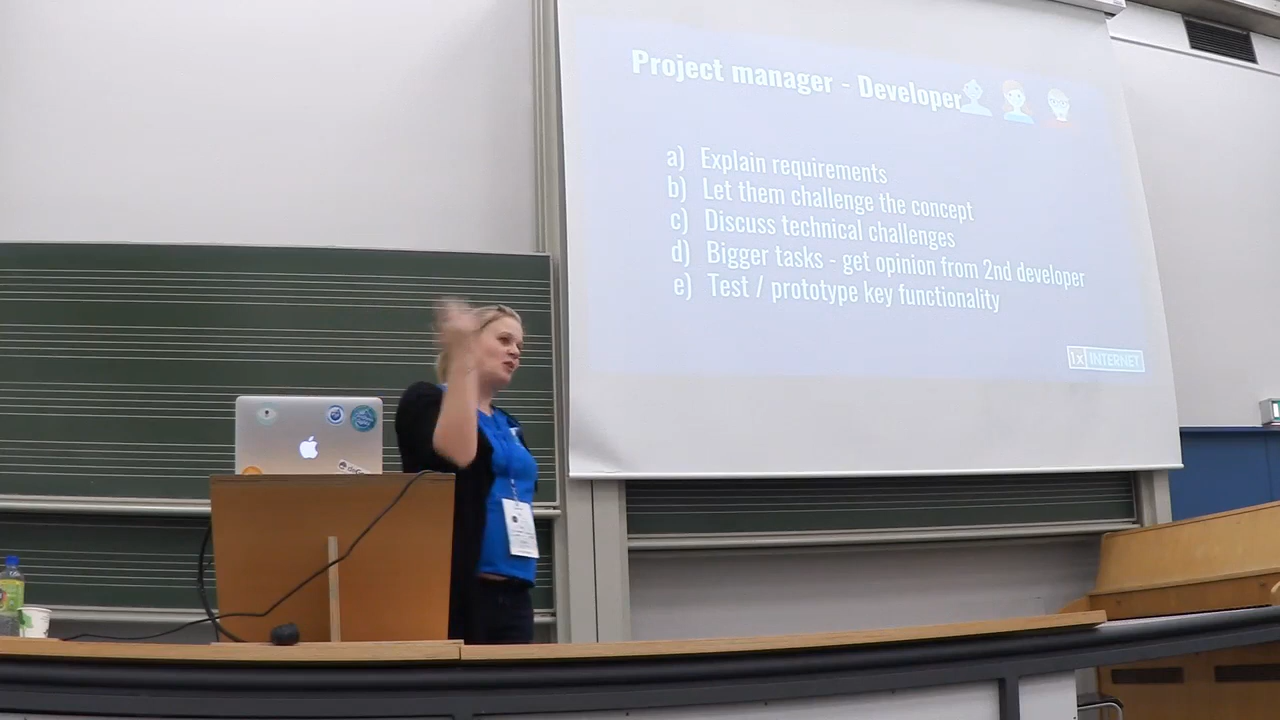 Project manager - Developer
a) Explain requirements
b) Let them challenge the concept
c) Discuss technical challenges
d) Bigger tasks - get opinion from 2nd developer
e) Test / prototype key functionality
1x INTERNET